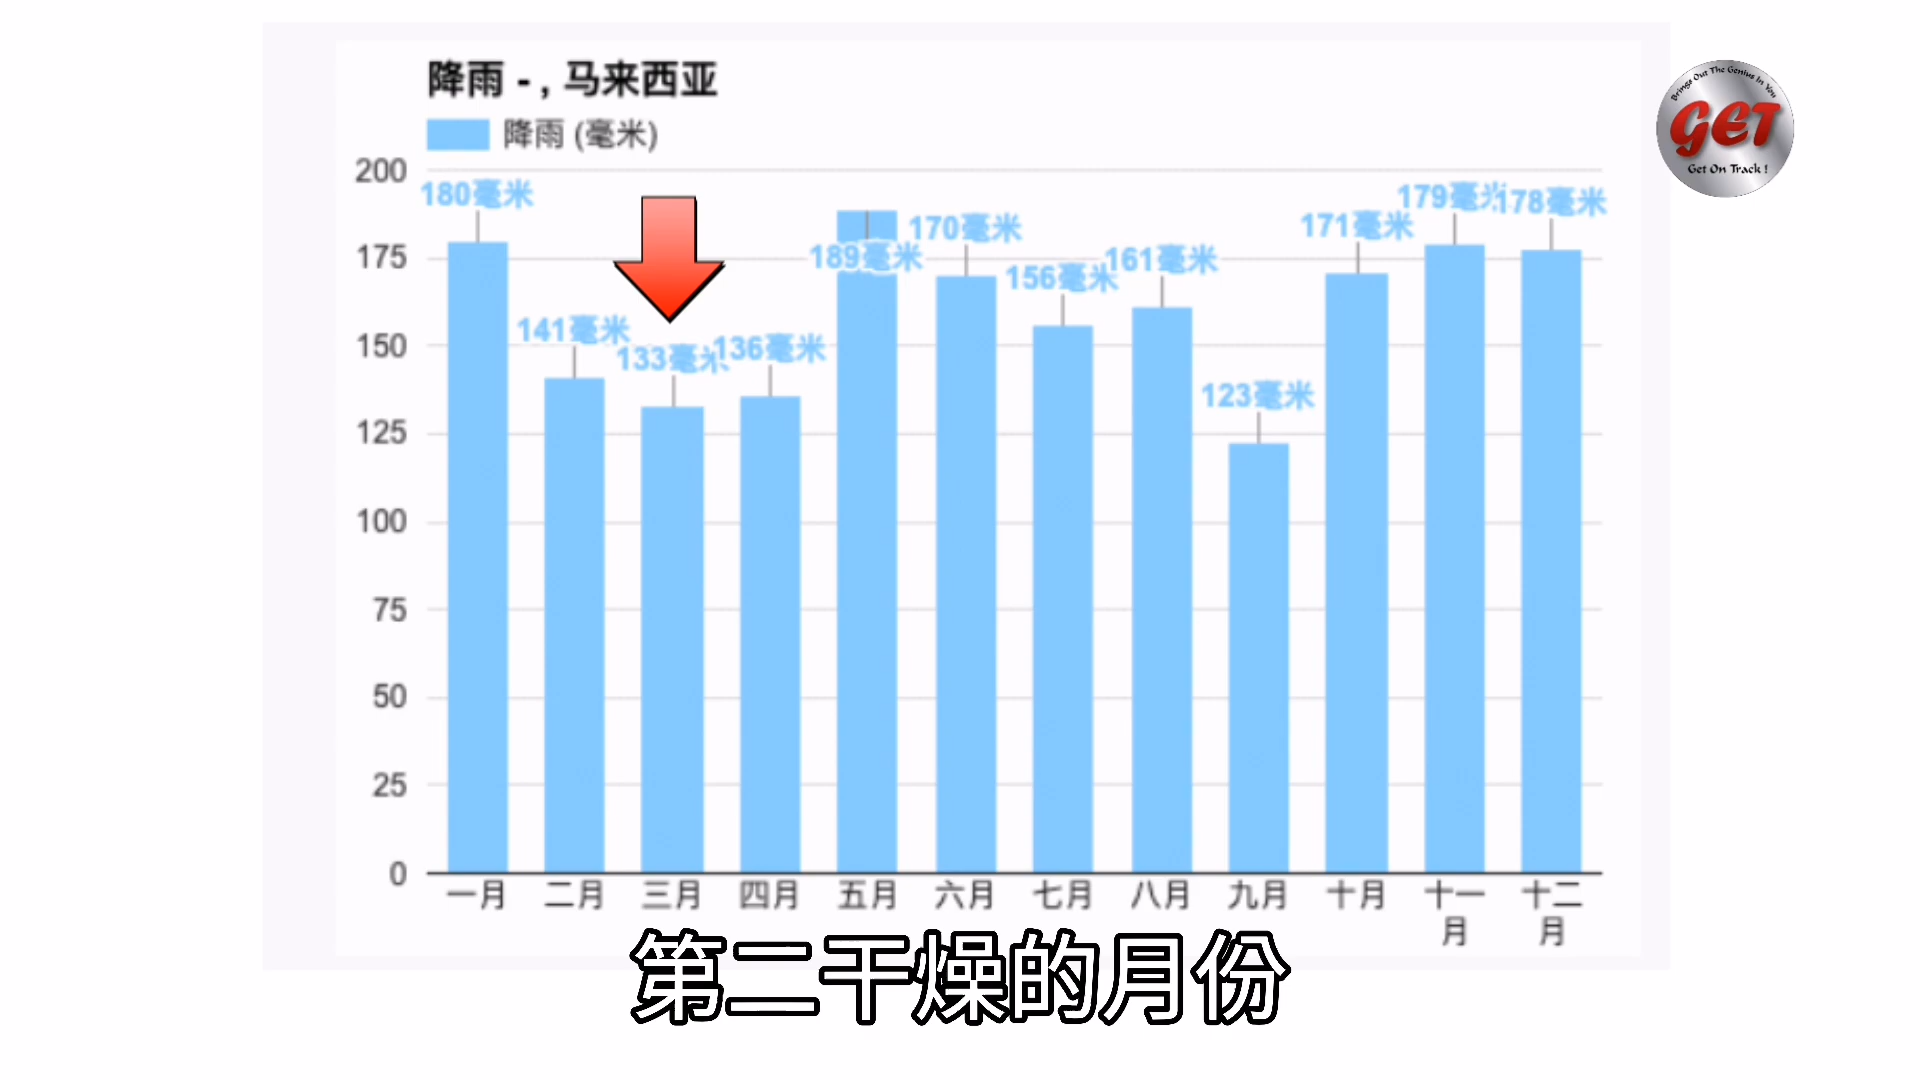 降雨 - , 马来西亚
降雨 (毫米)
Brings Out The Genius In You
GET
Get On Track !
200
175
150
125
100
75
50
25
0
180毫米
141毫米
133毫米
136毫米
189毫米
170毫米
156毫米
161毫米
123毫米
171毫米
179毫米
178毫米
一月
二月
三月
四月
五月
六月
七月
八月
九月
十月
十一月
十二月
第二干燥的月份